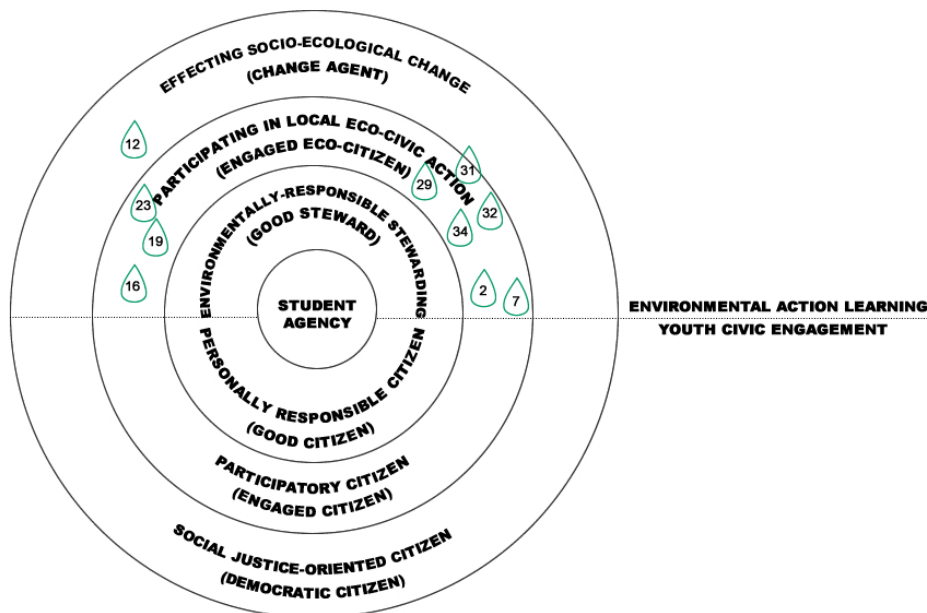 EFFECTING SOCIO-ECOLOGICAL CHANGE
(CHANGE AGENT)
PARTICIPATING IN LOCAL ECO-CIVIC ACTION
(ENGAGED ECO-CITIZEN)
12
31
29
23
32
34
19
16
2
7
ENVIRONMENTALLY-RESPONSIBLE STEWARDING
(GOOD STEWARD)
STUDENT
AGENCY
ENVIRONMENTAL ACTION LEARNING
YOUTH CIVIC ENGAGEMENT
PERSONALLY RESPONSIBLE CITIZEN
(GOOD CITIZEN)
PARTICIPATORY CITIZEN
(ENGAGED CITIZEN)
SOCIAL JUSTICE-ORIENTED CITIZEN
(DEMOCRATIC CITIZEN)